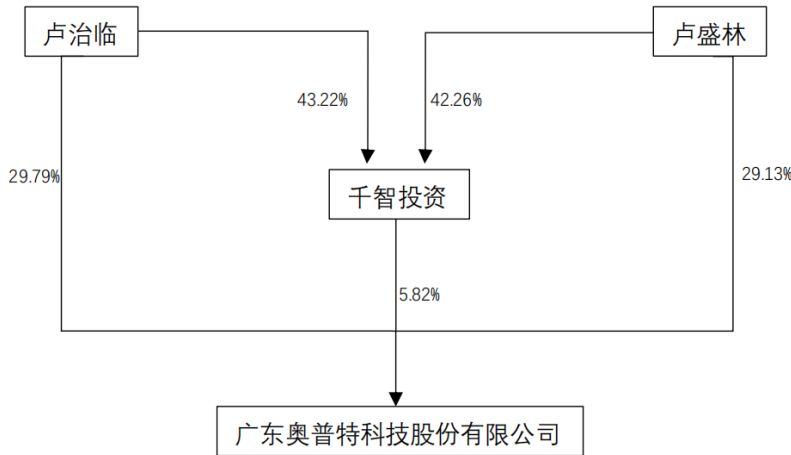 卢治临
卢盛林
43.22%
42.26%
29.79%
29.13%
千智投资
5.82%
广东奥普特科技股份有限公司